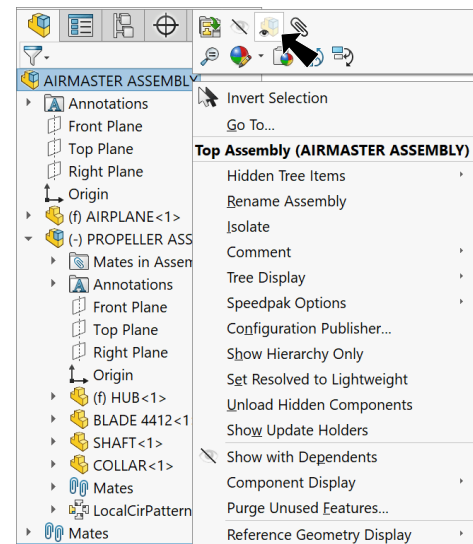 AIRMASTER ASSEMBLY
Annotations
Front Plane
Top Plane
Right Plane
Origin
(f) AIRPLANE<1>
(-) PROPELLER ASS
Mates in Assem
Annotations
Front Plane
Top Plane
Right Plane
Origin
(f) HUB<1>
BLADE 4412<1
SHAFT<1>
COLLAR<1>
Mates
LocalCirPattern
Mates
Invert Selection
Go To...
Top Assembly (AIRMASTER ASSEMBLY)
Hidden Tree Items
Rename Assembly
Isolate
Comment
Tree Display
Speedpak Options
Configuration Publisher...
Show Hierarchy Only
Set Resolved to Lightweight
Unload Hidden Components
Show Update Holders
Show with Dependents
Component Display
Purge Unused Features...
Reference Geometry Display